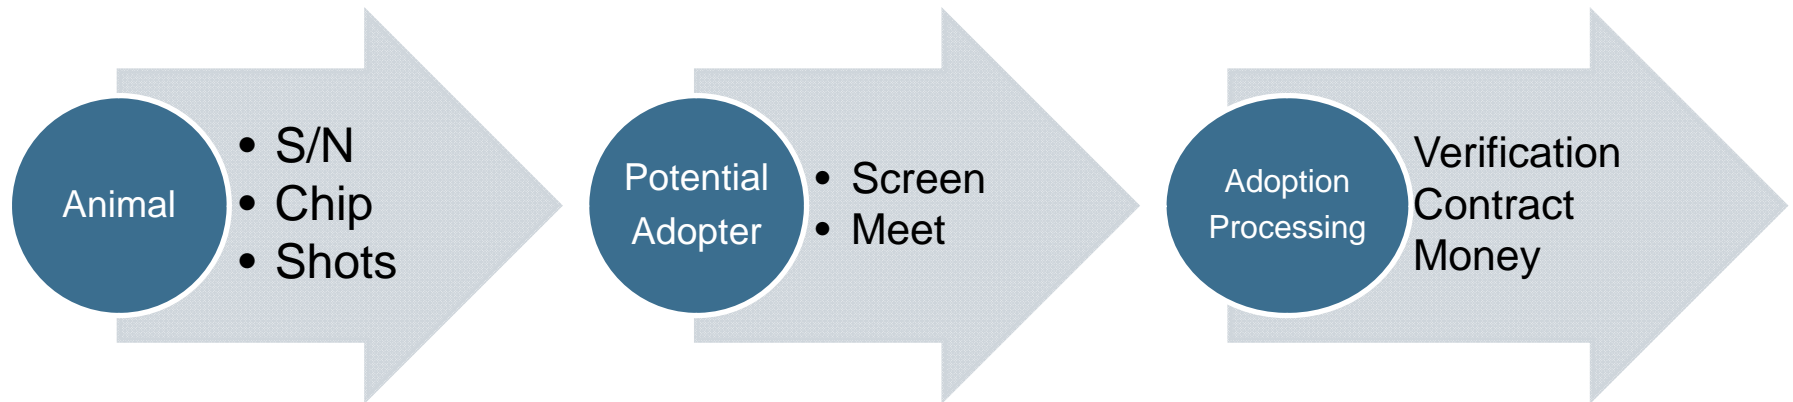 Animal
• S/N
• Chip
• Shots
Potential
Adopter
• Screen
• Meet
Adoption
Processing
Verification
Contract
Money